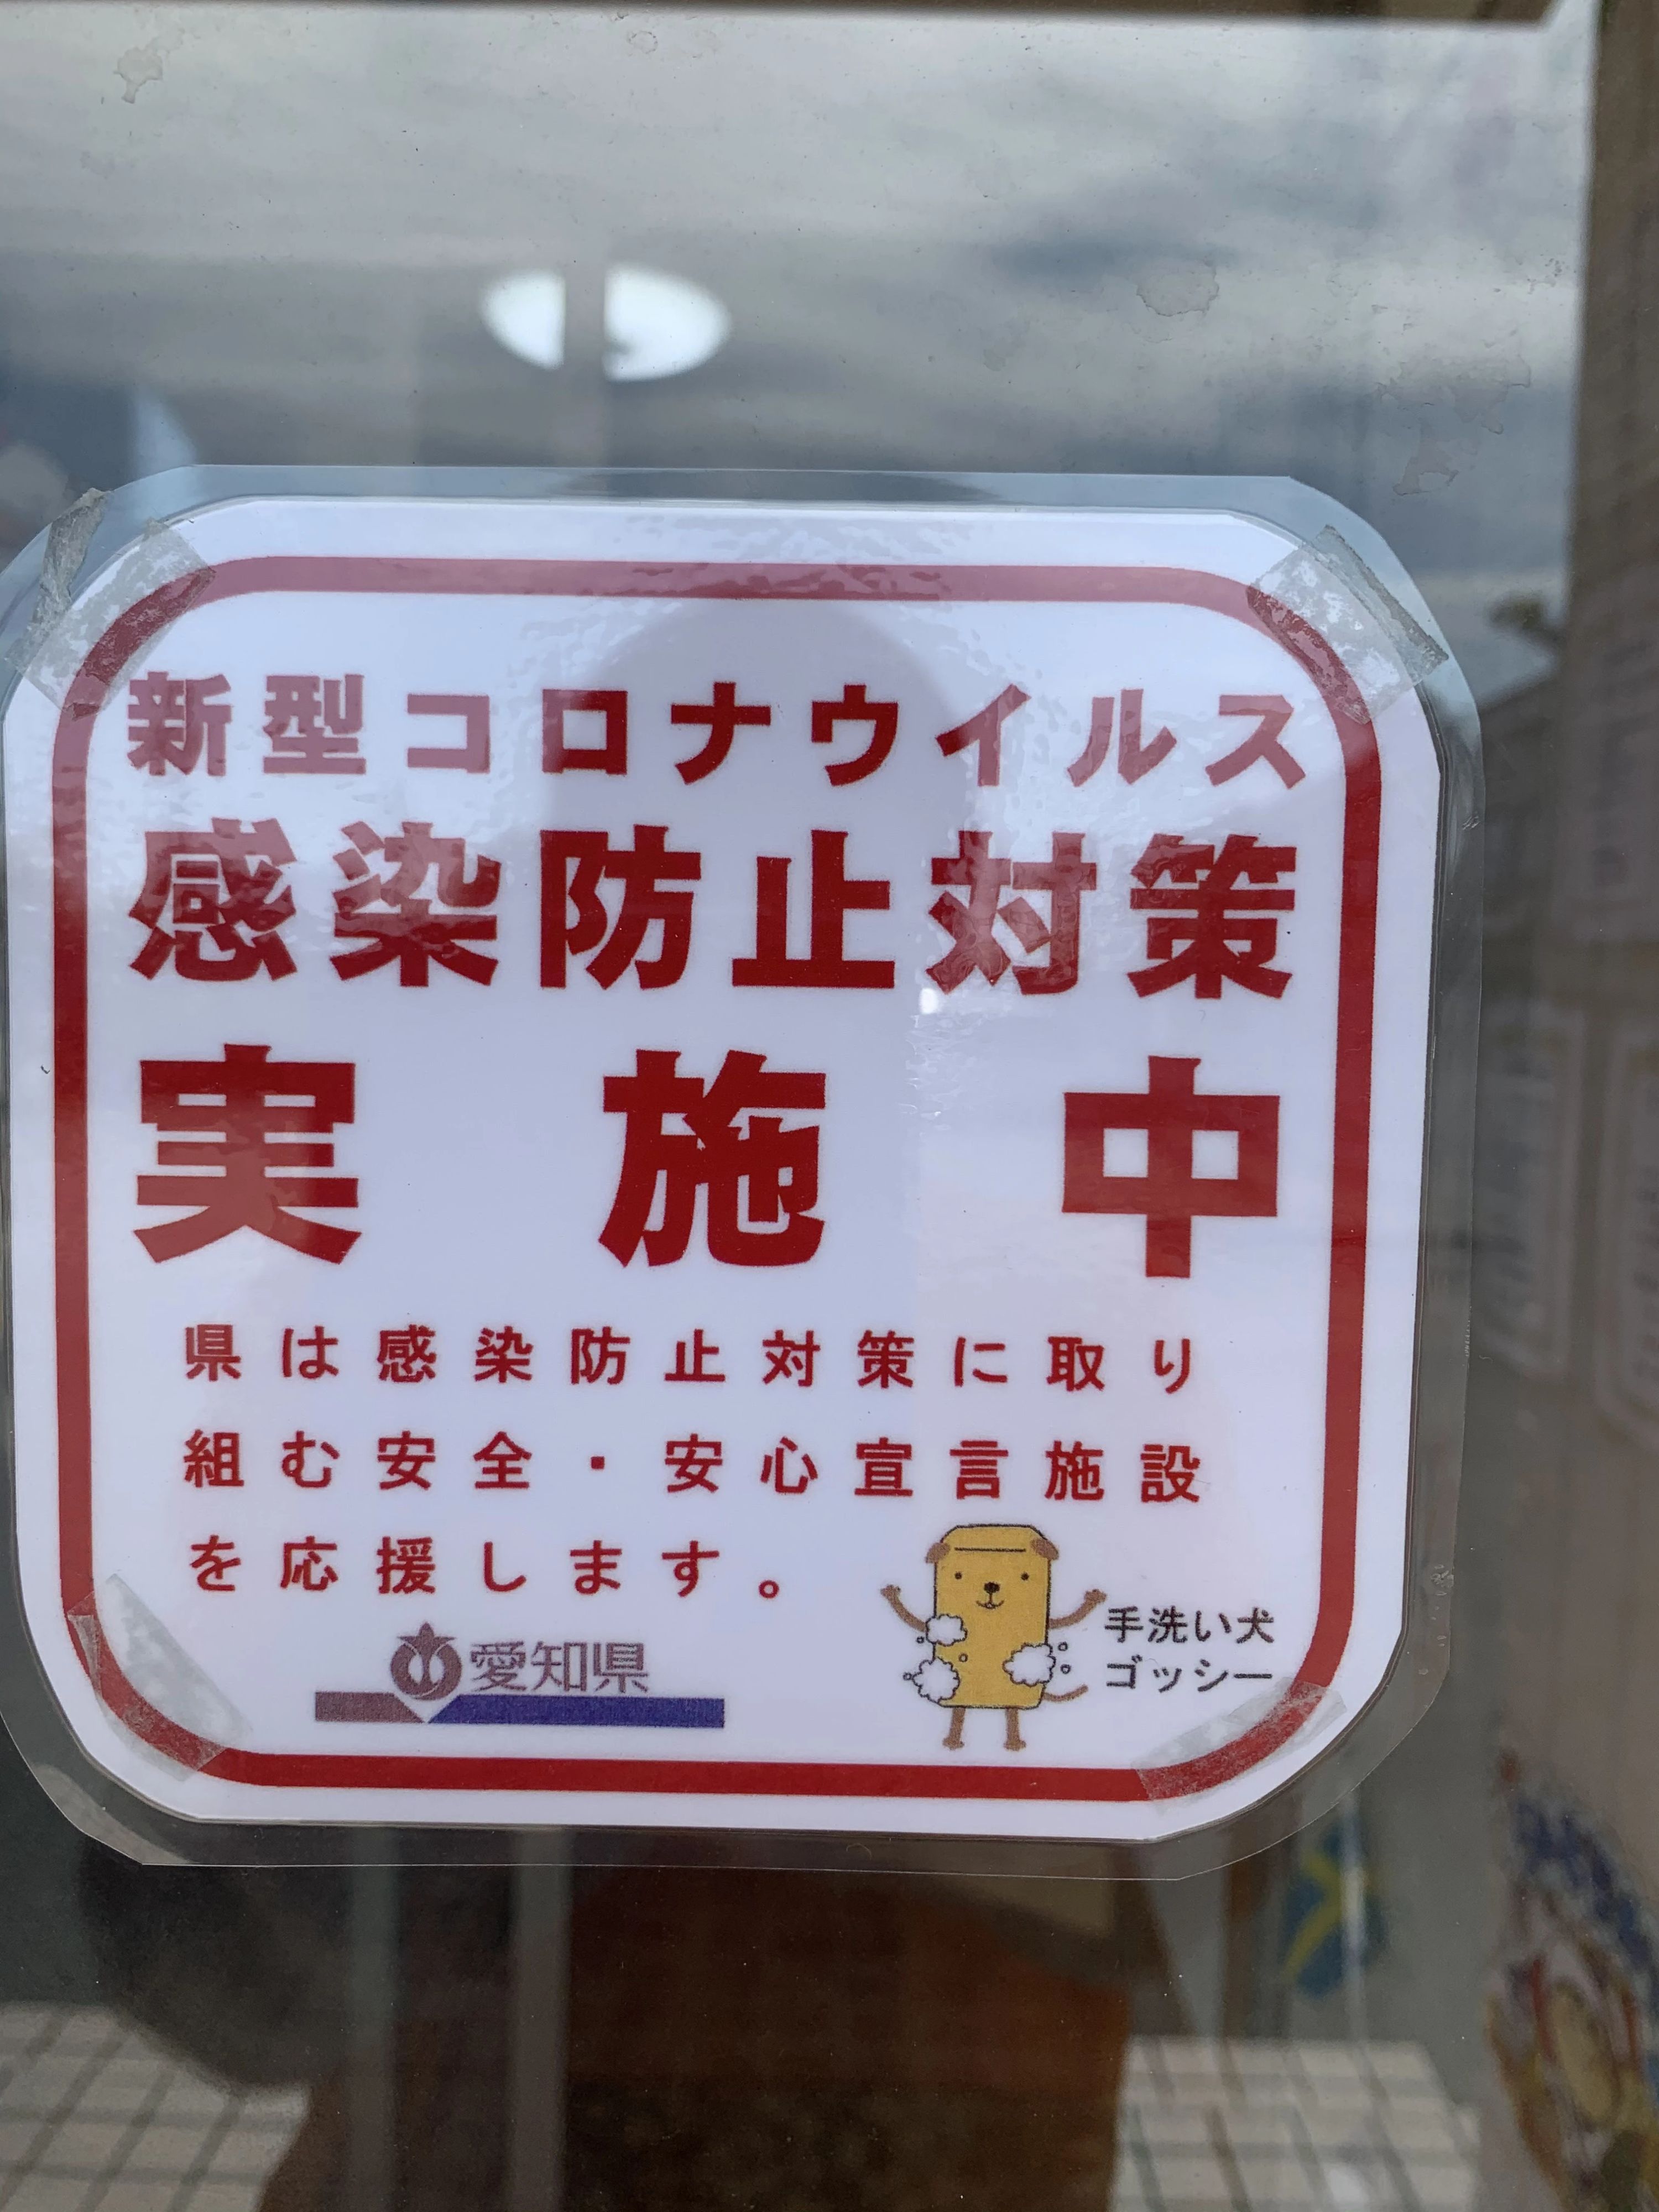 新型コロナウイルス
感染防止対策
実施中
県は感染防止対策に取り
組む安全・安心宣言施設
を応援します。
愛知県
手洗い犬
ゴッシー